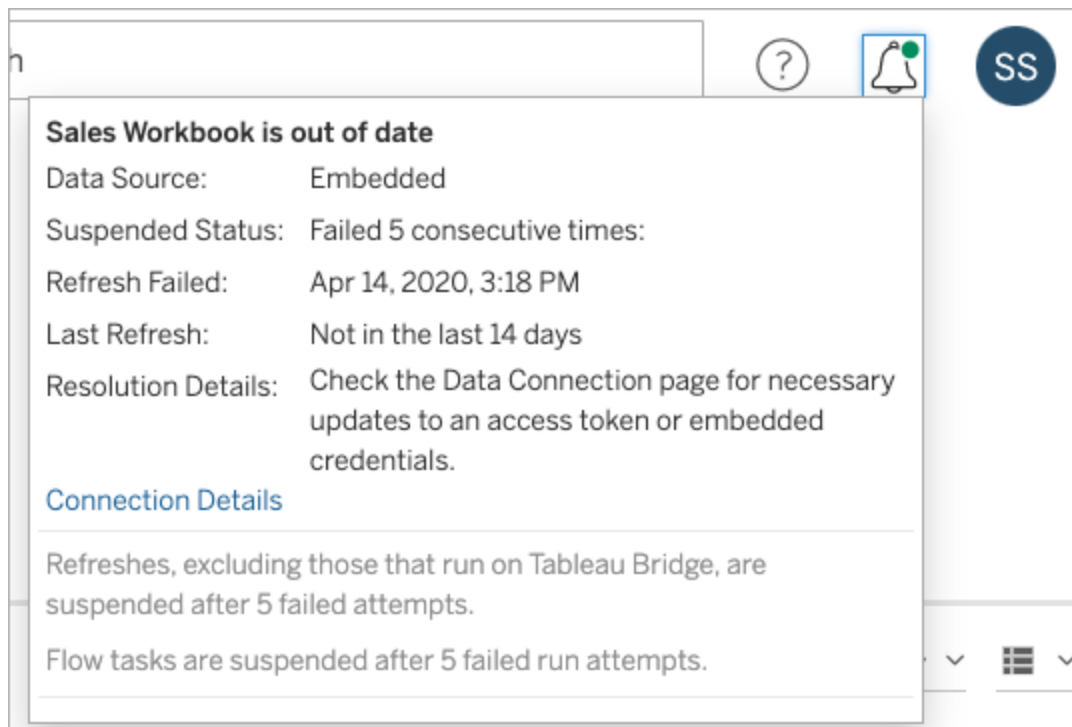 h
?
SS
Sales Workbook is out of date
Data Source: Embedded
Suspended Status: Failed 5 consecutive times:
Refresh Failed: Apr 14, 2020, 3:18 PM
Last Refresh: Not in the last 14 days
Resolution Details: Check the Data Connection page for necessary
updates to an access token or embedded
credentials.
Connection Details
Refreshes, excluding those that run on Tableau Bridge, are
suspended after 5 failed attempts.
Flow tasks are suspended after 5 failed run attempts.